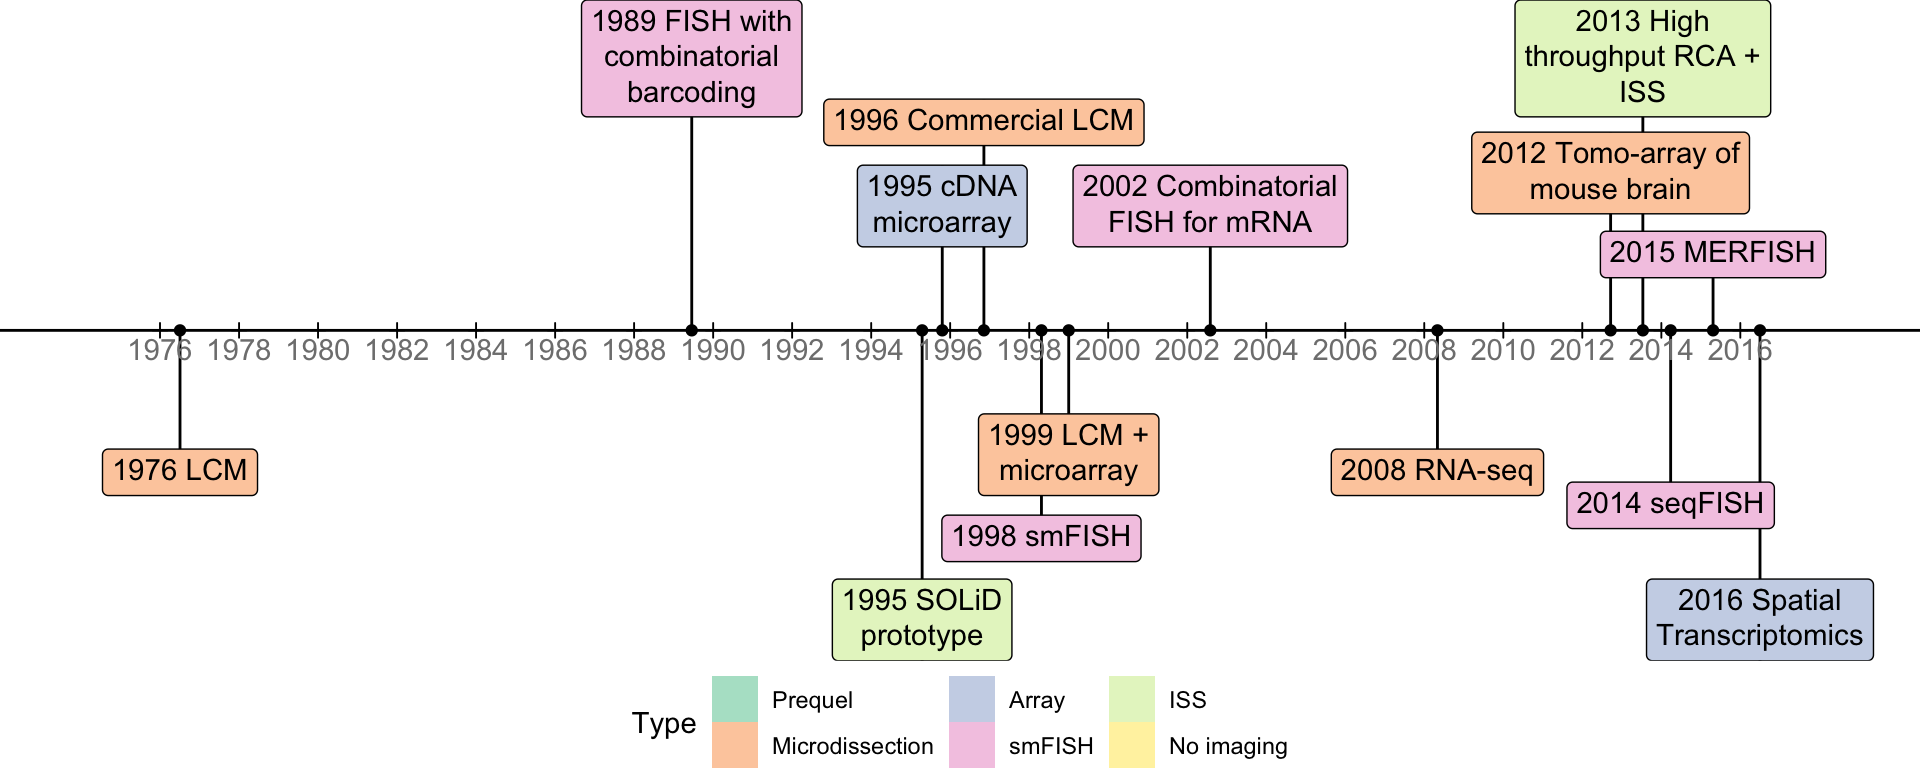 1989 FISH with
combinatorial
barcoding
2013 High
throughput RCA +
ISS
1996 Commercial LCM
2012 Tomo-array of
mouse brain
1995 cDNA
microarray
2002 Combinatorial
FISH for mRNA
2015 MERFISH
1976 1978 1980 1982 1984 1986 1988 1990 1992 1994 1996 1998 2000 2002 2004 2006 2008 2010 2012 2014 2016
1999 LCM +
microarray
1976 LCM
2008 RNA-seq
2014 seqFISH
1998 smFISH
1995 SOLiD
prototype
2016 Spatial
Transcriptomics
Type
Prequel
Microdissection
Array
smFISH
ISS
No imaging